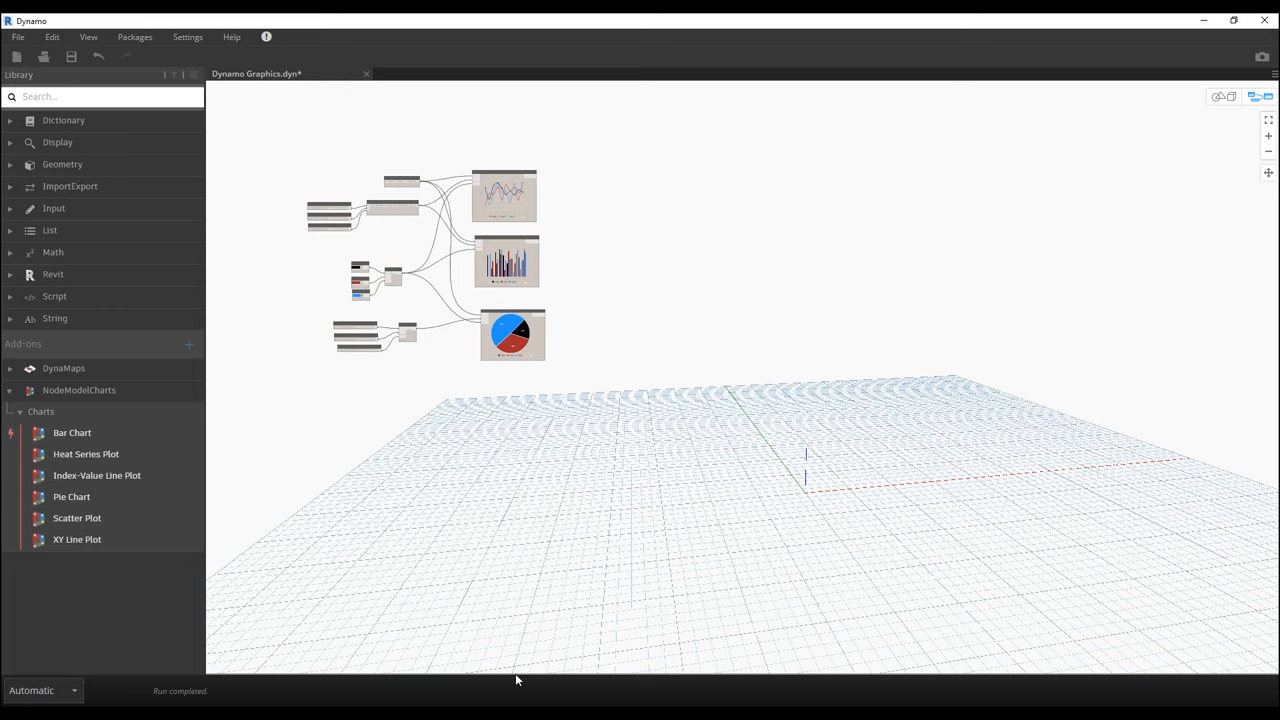 Dynamo
File Edit View Packages Settings Help
Library
Dynamo Graphics.dyn*
Search...
Dictionary
Display
Geometry
ImportExport
Input
List
Math
Revit
Script
String
Add-ons
DynaMaps
NodeModelCharts
Charts
Bar Chart
Heat Series Plot
Index-Value Line Plot
Pie Chart
Scatter Plot
XY Line Plot
Automatic
Run completed.